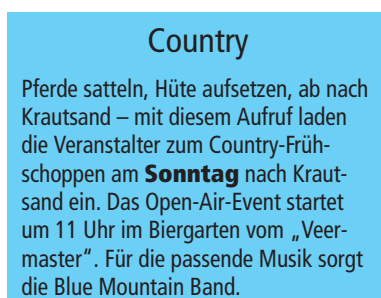 Country
Pferde satteln, Hüte aufsetzen, ab nach
Krautsand – mit diesem Aufruf laden
die Veranstalter zum Country-Früh-
schoppen am Sonntag nach Kraut-
sand ein. Das Open-Air-Event startet
um 11 Uhr im Biergarten vom „Veer-
master“. Für die passende Musik sorgt
die Blue Mountain Band.